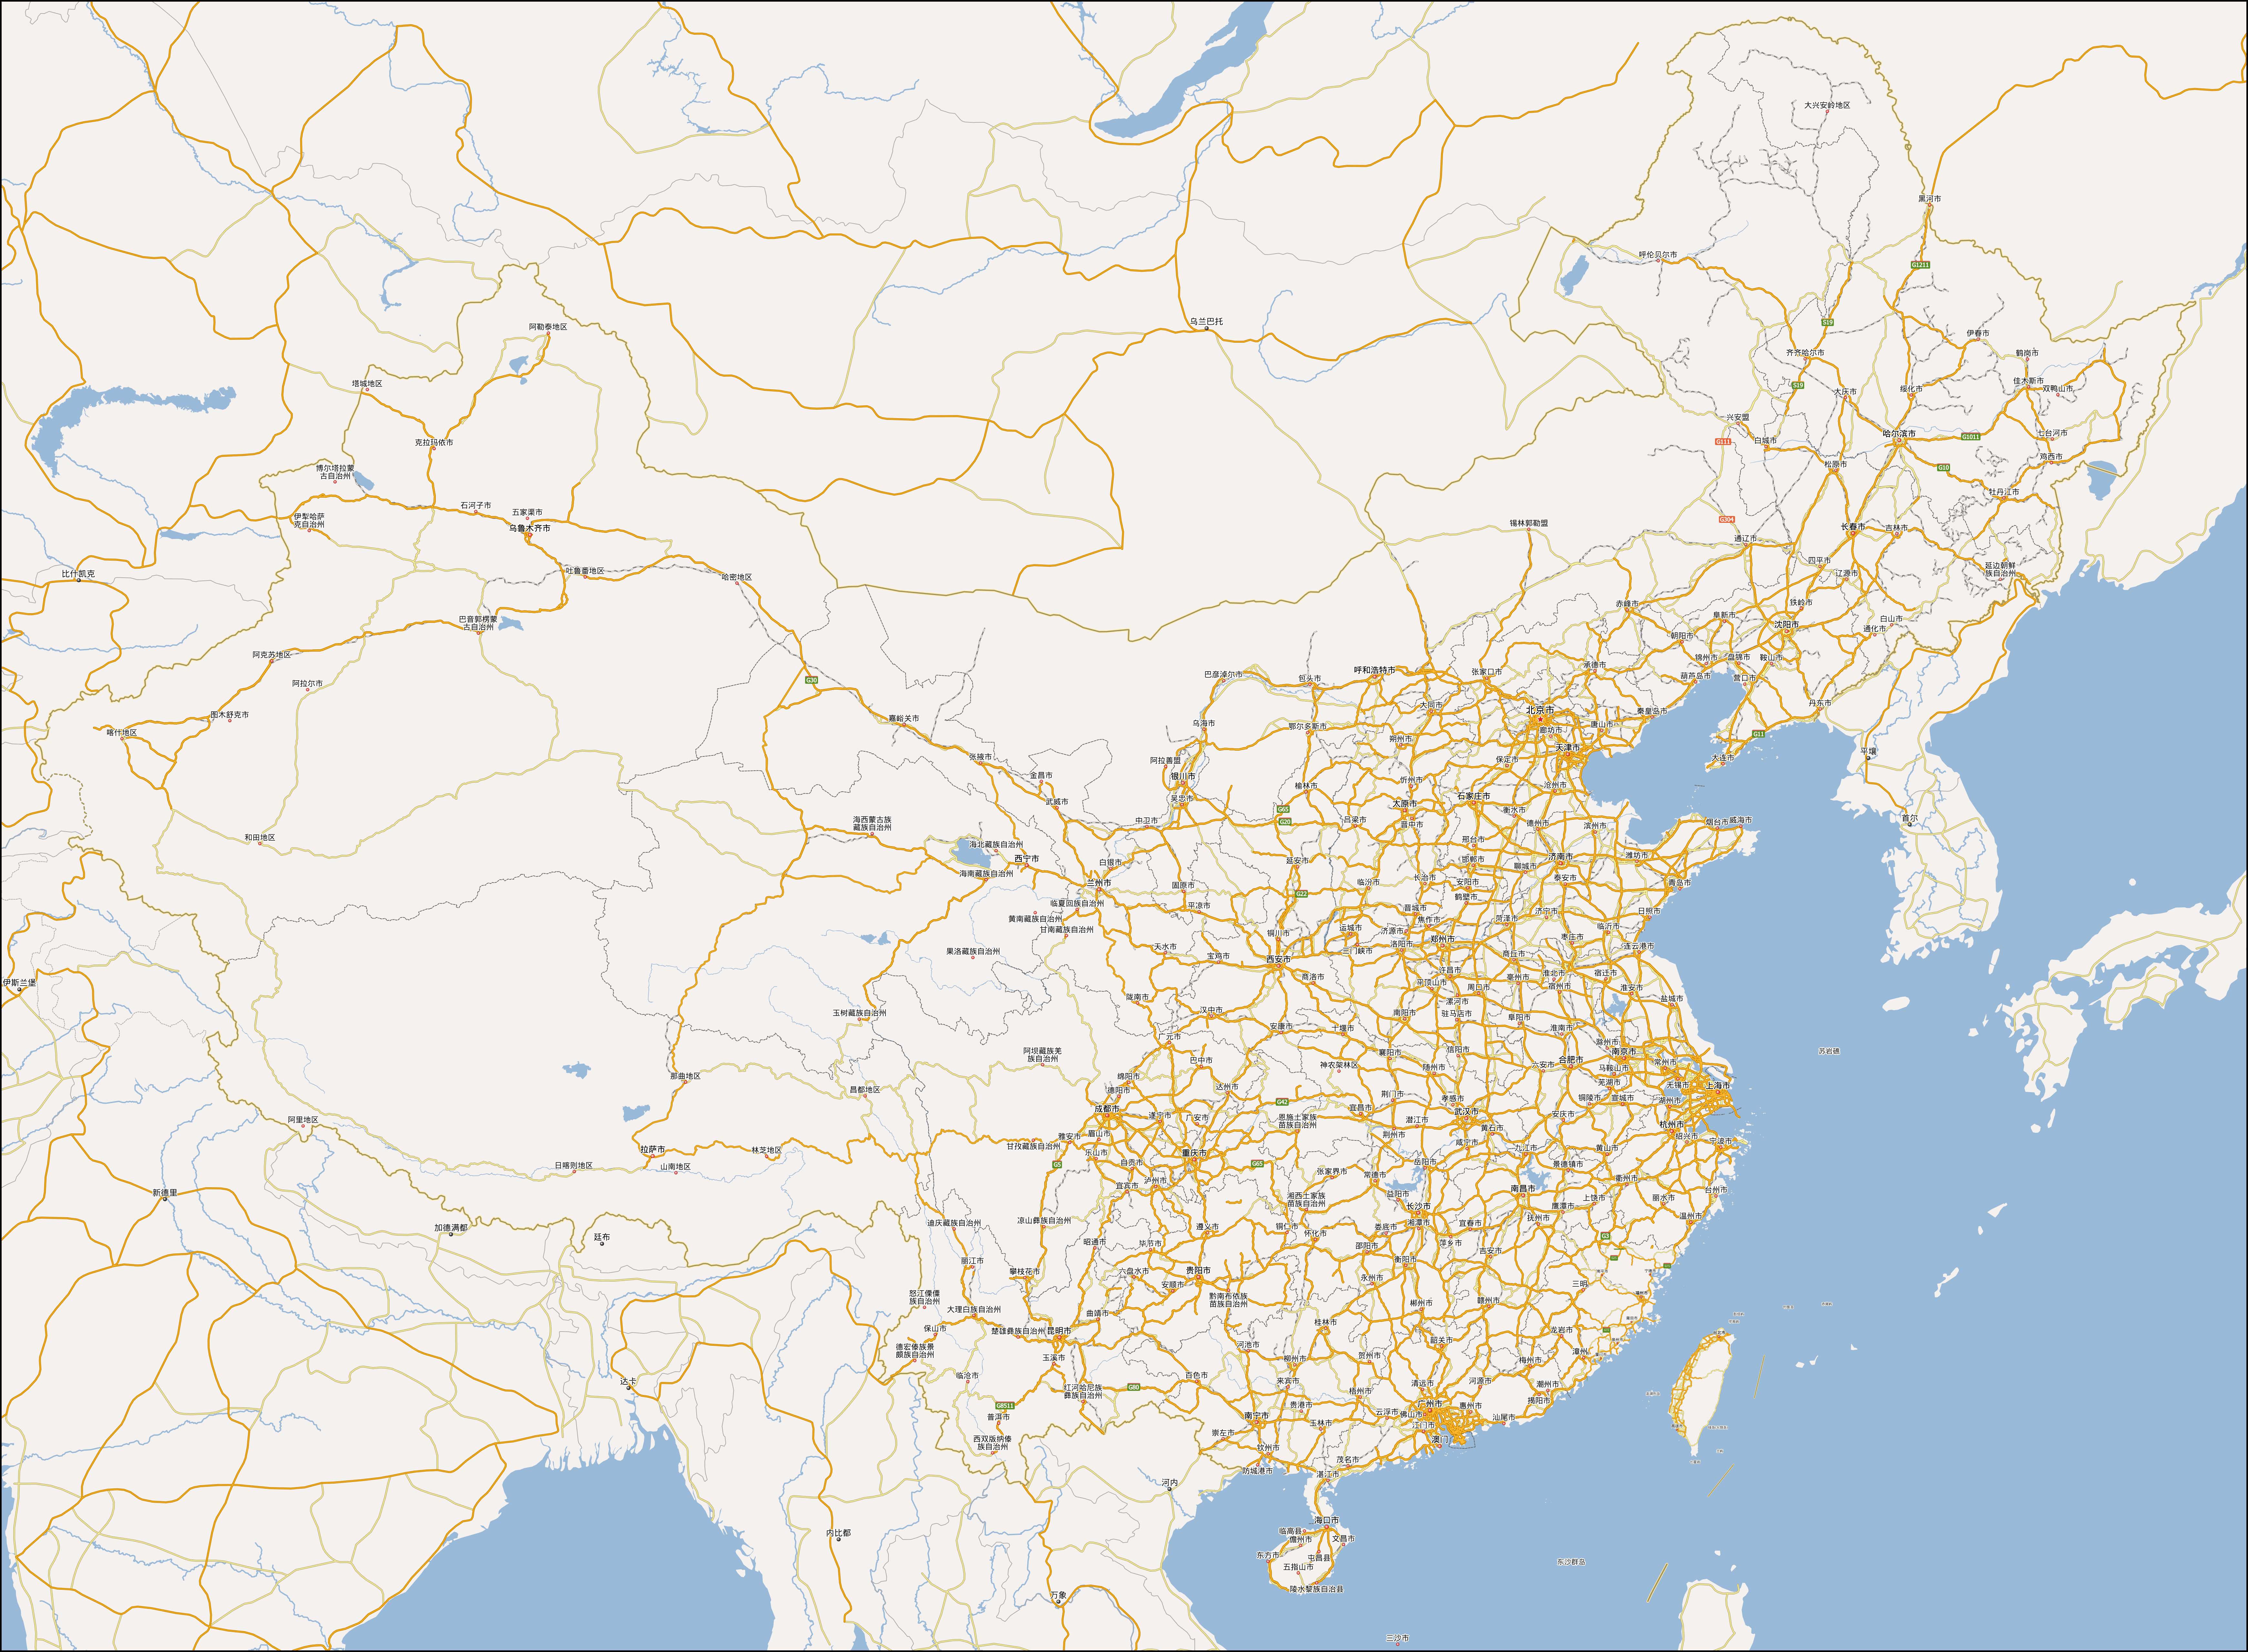 大兴安岭地区
黑河市
呼伦贝尔市
G1211
乌兰巴托
S19
阿勒泰地区
伊春市
齐齐哈尔市
鹤岗市
塔城地区
S19
佳木斯市
双鸭山市
大庆市
绥化市
兴安盟
哈尔滨市
G1011
七台河市
克拉玛依市
G111
白城市
鸡西市
松原市
G10
博尔塔拉蒙
古自治州
牡丹江市
石河子市
五家渠市
伊犁哈萨
克自治州
乌鲁木齐市
G304
锡林郭勒盟
长春市
吉林市
通辽市
四平市
延边朝鲜
族自治州
比什凯克
吐鲁番地区
哈密地区
辽源市
赤峰市
铁岭市
阜新市
巴音郭楞蒙
古自治州
沈阳市
白山市
通化市
朝阳市
阿克苏地区
锦州市
盘锦市
鞍山市
承德市
呼和浩特市
张家口市
巴彦淖尔市
包头市
葫芦岛市
营口市
阿拉尔市
G30
丹东市
大同市
北京市
秦皇岛市
图木舒克市
嘉峪关市
乌海市
鄂尔多斯市
唐山市
廊坊市
喀什地区
G11
朔州市
天津市
平壤
大连市
张掖市
阿拉善盟
保定市
金昌市
银川市
忻州市
沧州市
榆林市
吴忠市
武威市
太原市
石家庄市
G65
衡水市
首尔
海西蒙古族
藏族自治州
中卫市
G20
吕梁市
晋中市
德州市
滨州市
烟台市
威海市
和田地区
海北藏族自治州
邢台市
西宁市
白银市
延安市
邯郸市
济南市
潍坊市
聊城市
海南藏族自治州
兰州市
固原市
临汾市
长治市
安阳市
泰安市
青岛市
G22
鹤壁市
临夏回族自治州
平凉市
晋城市
菏泽市
济宁市
日照市
黄南藏族自治州
焦作市
甘南藏族自治州
铜川市
运城市
济源市
郑州市
临沂市
枣庄市
天水市
果洛藏族自治州
三门峡市
洛阳市
连云港市
宝鸡市
西安市
商丘市
许昌市
淮北市
宿迁市
商洛市
亳州市
伊斯兰堡
平顶山市
周口市
宿州市
淮安市
陇南市
漯河市
盐城市
玉树藏族自治州
汉中市
南阳市
驻马店市
阜阳市
安康市
十堰市
淮南市
广元市
滁州市
阿坝藏族羌
族自治州
襄阳市
信阳市
南京市
苏岩礁
巴中市
合肥市
常州市
神农架林区
随州市
六安市
马鞍山市
那曲地区
绵阳市
芜湖市
无锡市
上海市
昌都地区
德阳市
达州市
荆门市
孝感市
铜陵市
宣城市
湖州市
G42
成都市
宜昌市
武汉市
安庆市
遂宁市
广安市
恩施土家族
苗族自治州
潜江市
阿里地区
黄石市
杭州市
绍兴市
雅安市
眉山市
荆州市
宁波市
甘孜藏族自治州
咸宁市
拉萨市
林芝地区
乐山市
重庆市
九江市
黄山市
日喀则地区
山南地区
G5
自贡市
G65
岳阳市
景德镇市
张家界市
常德市
衢州市
新德里
宜宾市
泸州市
南昌市
台州市
湘西土家族
苗族自治州
益阳市
上饶市
丽水市
长沙市
鹰潭市
迪庆藏族自治州
凉山彝族自治州
抚州市
温州市
加德满都
遵义市
铜仁市
湘潭市
宜春市
娄底市
怀化市
廷布
昭通市
毕节市
邵阳市
萍乡市
吉安市
衡阳市
丽江市
攀枝花市
六盘水市
贵阳市
永州市
三明
安顺市
怒江傈僳
族自治州
黔南布依族
苗族自治州
郴州市
赣州市
大理白族自治州
曲靖市
保山市
楚雄彝族自治州
昆明市
桂林市
龙岩市
韶关市
德宏傣族景
颇族自治州
河池市
漳州
玉溪市
柳州市
贺州市
梅州市
临沧市
百色市
达卡
红河哈尼族
彝族自治州
G80
来宾市
清远市
河源市
潮州市
梧州市
揭阳市
G8511
贵港市
广州市
惠州市
普洱市
南宁市
云浮市
佛山市
汕尾市
玉林市
江门市
崇左市
西双版纳傣
族自治州
澳门
钦州市
茂名市
防城港市
湛江市
河内
海口市
内比都
临高县
儋州市
文昌市
东方市
屯昌县
东沙群岛
五指山市
陵水黎族自治县
万象
三沙市